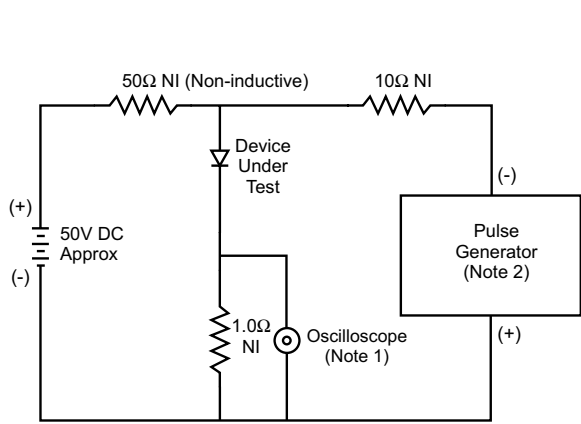 50Ω NI (Non-inductive)
10Ω NI
Device
Under
Test
(+)
50V DC
Approx
(-)
(-)
Pulse
Generator
(Note 2)
(+)
1.0Ω
NI
Oscilloscope
(Note 1)